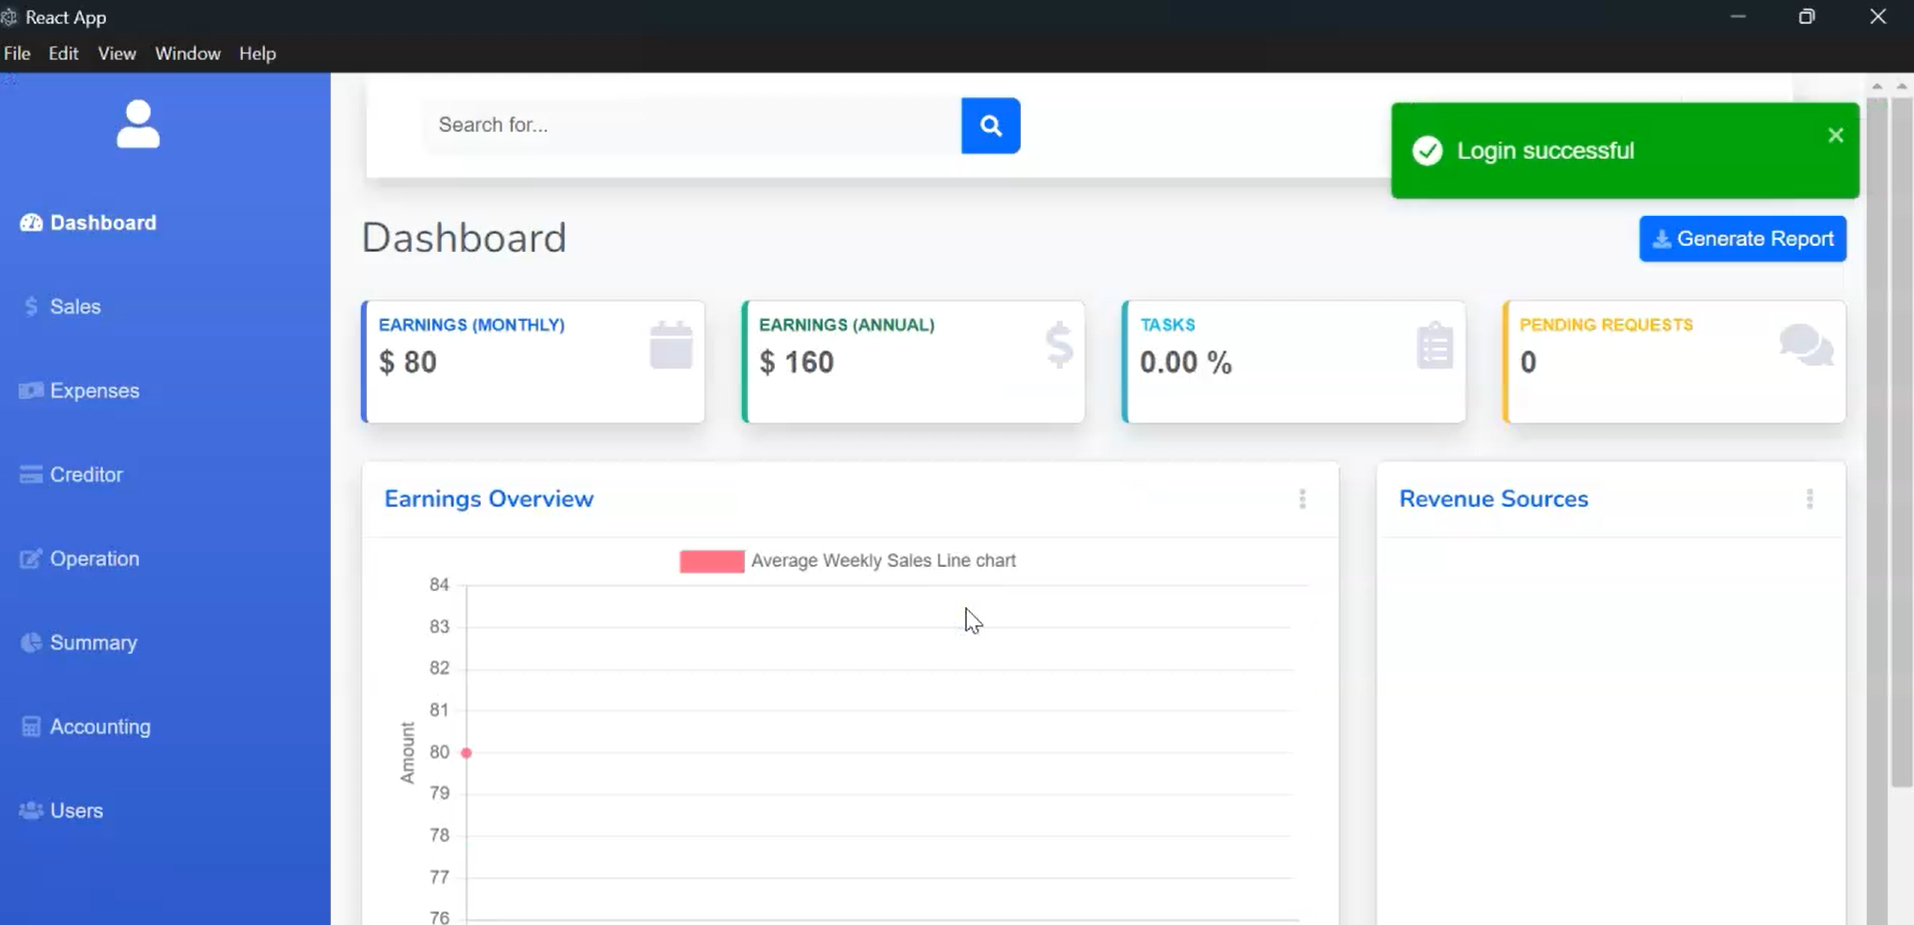 React App
File Edit View Window Help
Search for...
Login successful
Dashboard
Sales
Expenses
Creditor
Operation
Summary
Accounting
Users
Dashboard
Generate Report
EARNINGS (MONTHLY)
$ 80
EARNINGS (ANNUAL)
$ 160
TASKS
0.00 %
PENDING REQUESTS
0
Earnings Overview
Average Weekly Sales Line chart
84
83
82
81
80
79
78
77
76
Amount
Revenue Sources